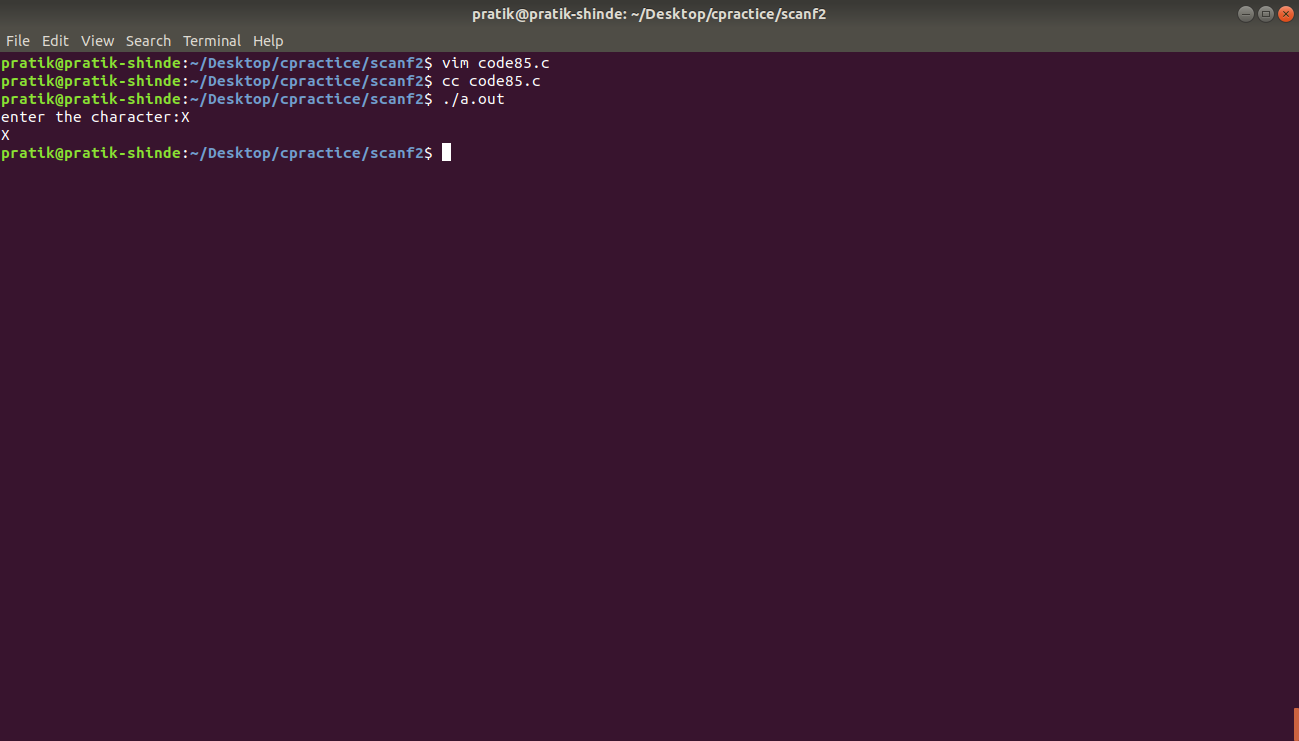 pratik@pratik-shinde: ~/Desktop/cpractice/scanf2
File Edit View Search Terminal Help
pratik@pratik-shinde:~/Desktop/cpractice/scanf2$ vim code85.c
pratik@pratik-shinde:~/Desktop/cpractice/scanf2$ cc code85.c
pratik@pratik-shinde:~/Desktop/cpractice/scanf2$ ./a.out
enter the character:X
X
pratik@pratik-shinde:~/Desktop/cpractice/scanf2$